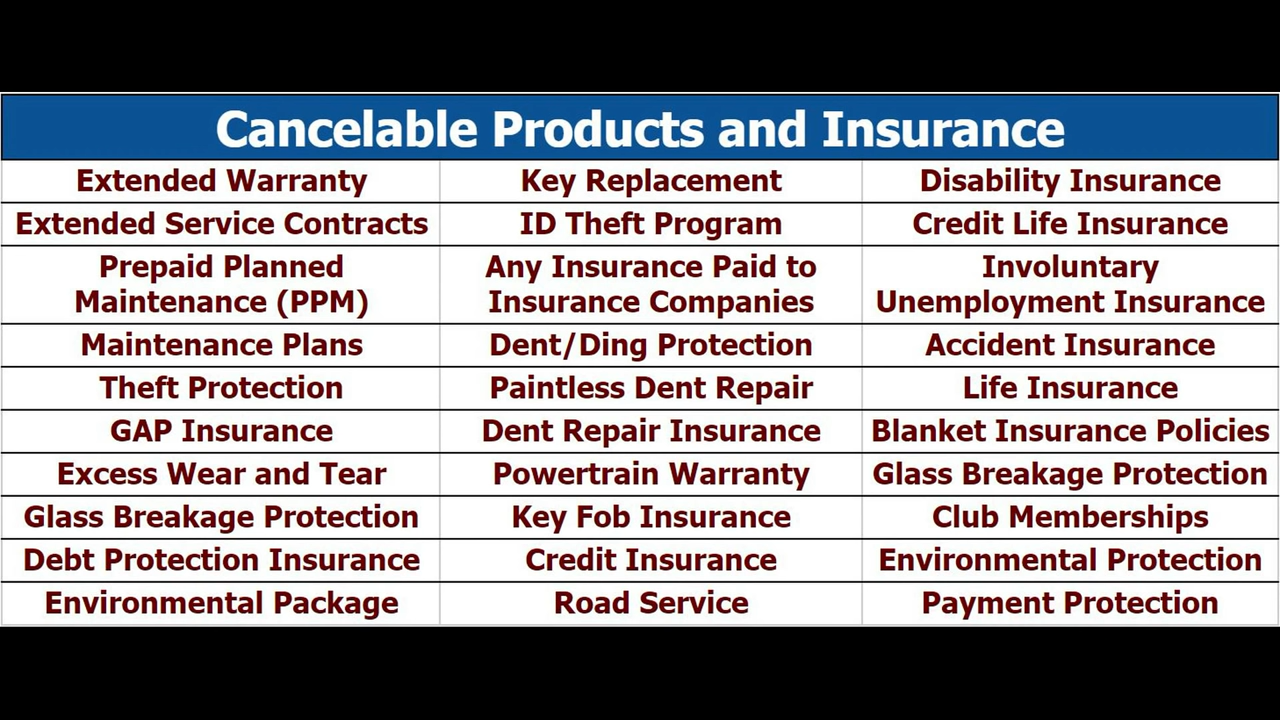 Cancelable Products and Insurance
Extended Warranty
Key Replacement
Disability Insurance
Extended Service Contracts
ID Theft Program
Credit Life Insurance
Prepaid Planned
Maintenance (PPM)
Any Insurance Paid to
Insurance Companies
Involuntary
Unemployment Insurance
Maintenance Plans
Dent/Ding Protection
Accident Insurance
Theft Protection
Paintless Dent Repair
Life Insurance
GAP Insurance
Dent Repair Insurance
Blanket Insurance Policies
Excess Wear and Tear
Powertrain Warranty
Glass Breakage Protection
Glass Breakage Protection
Key Fob Insurance
Club Memberships
Debt Protection Insurance
Credit Insurance
Environmental Protection
Environmental Package
Road Service
Payment Protection